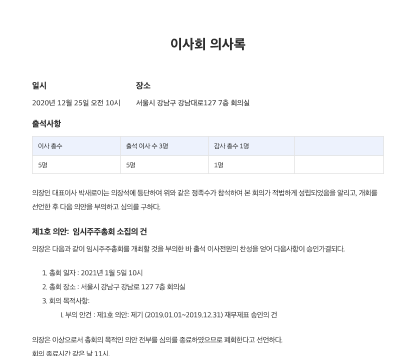 이사회 의사록
일시 장소
2020년 12월 25일 오전 10시 서울시 강남구 강남대로127 7층 회의실
출석사항
이사 총수 출석 이사 수 3명 감사 총수 1명
5명 5명 1명
의장인 대표이사 박새로이는 의장석에 등단하여 위와 같은 정족수가 참석하여 본 회의가 적법하게 성립되었음을 알리고, 개회를
선언한 후 다음 의안을 부의하고 심의를 구하다.
제1호 의안: 임시주주총회 소집의 건
의장은 다음과 같이 임시주주총회를 개최할 것을 부의한 바 출석 이사전원의 찬성을 얻어 다음사항이 승인가결되다.
1. 총회 일자 : 2021년 1월 5일 10시
2. 총회 장소 : 서울시 강남구 강남로 127 7층 회의실
3. 회의 목적사항:
i. 부의 안건 : 제1호 의안: 제기 (2019.01.01~2019.12.31) 재무제표 승인의 건
의장은 이상으로서 총회의 목적인 의안 전부를 심의를 종료하였으므로 폐회한다고 선언하다.
회의 종료시간 같은 날 11시.